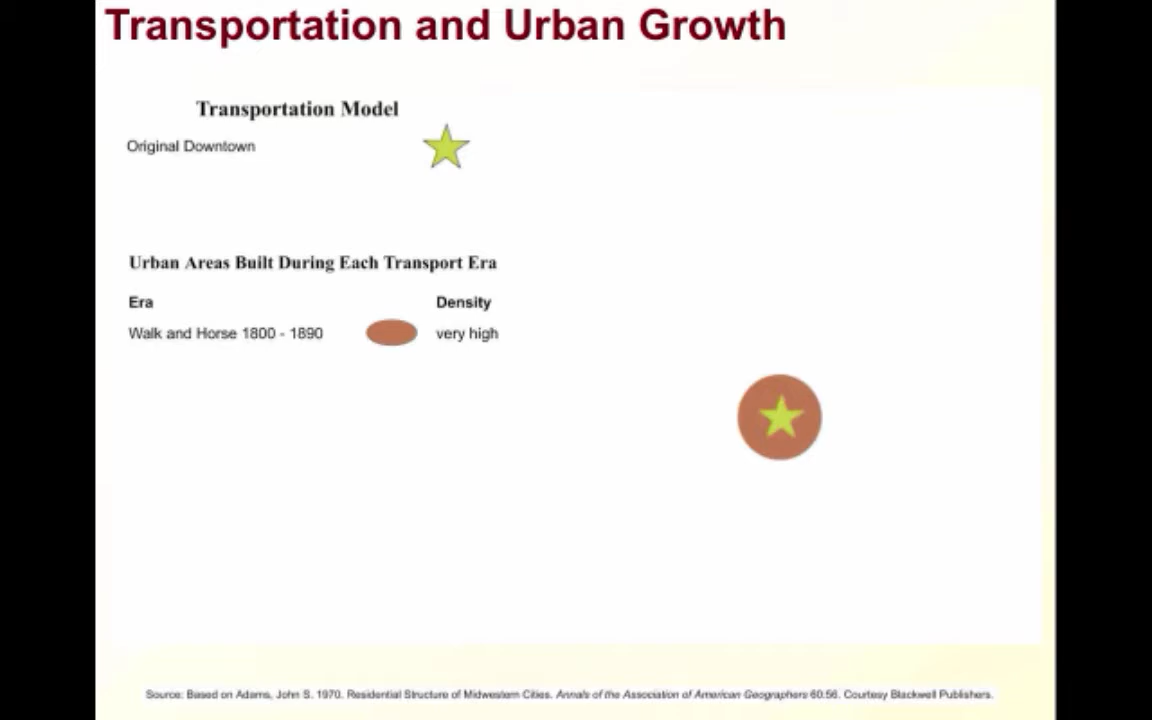 Transportation and Urban Growth
Transportation Model
Original Downtown
Urban Areas Built During Each Transport Era
Era Density
Walk and Horse 1800 - 1890 very high
Source: Based on Adams, John S. 1970. Residential Structure of Midwestern Cities. Annals of the Association of American Geographers 60:56. Courtesy Blackwell Publishers.